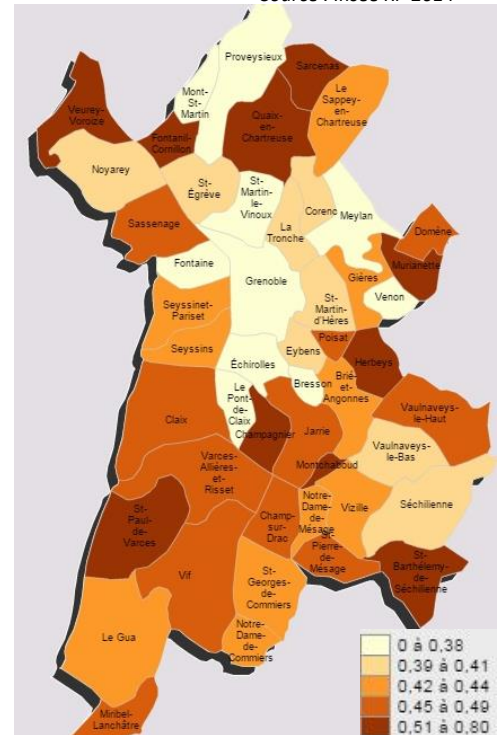 Proveysieux
Sarcenas
Mont-
St-
Martin
Le
Sappey-
en-
Chartreuse
Veurey-
Voroize
Quaix-
en-
Chartreuse
Fontanil-
Cornillon
Noyarey
St-
Égrève
St-
Martin-
le-
Vinoux
Corenc
Meylan
La
Tronche
Sassenage
Domène
Murianette
Fontaine
Grenoble
Gières
Venon
Seyssinet-
Pariset
St-
Martin-
d'Hères
Poisat
Seyssins
Eybens
Herbeys
Échirolles
Bresson
Brié-
et-
Angonnes
Le
Pont-
de-
Claix
Vaulnaveys-
le-Haut
Claix
Champagnier
Jarrie
Vaulnaveys-
le-Bas
Varces-
Allières-
et-
Risset
Montchaboud
Notre-
Dame-
de-
Mésage
Vizille
Séchilienne
St-
Paul-
de-
Varces
Champ-
sur-
Drac
St-
Pierre-
de-
Mésage
St-
Barthélemy-
de-
Séchilienne
Vif
St-
Georges-
de-
Commiers
Notre-
Dame-
de-
Commiers
Le Gua
Miribel-
Lanchâtre
0 à 0,38
0,39 à 0,41
0,42 à 0,44
0,45 à 0,49
0,51 à 0,80